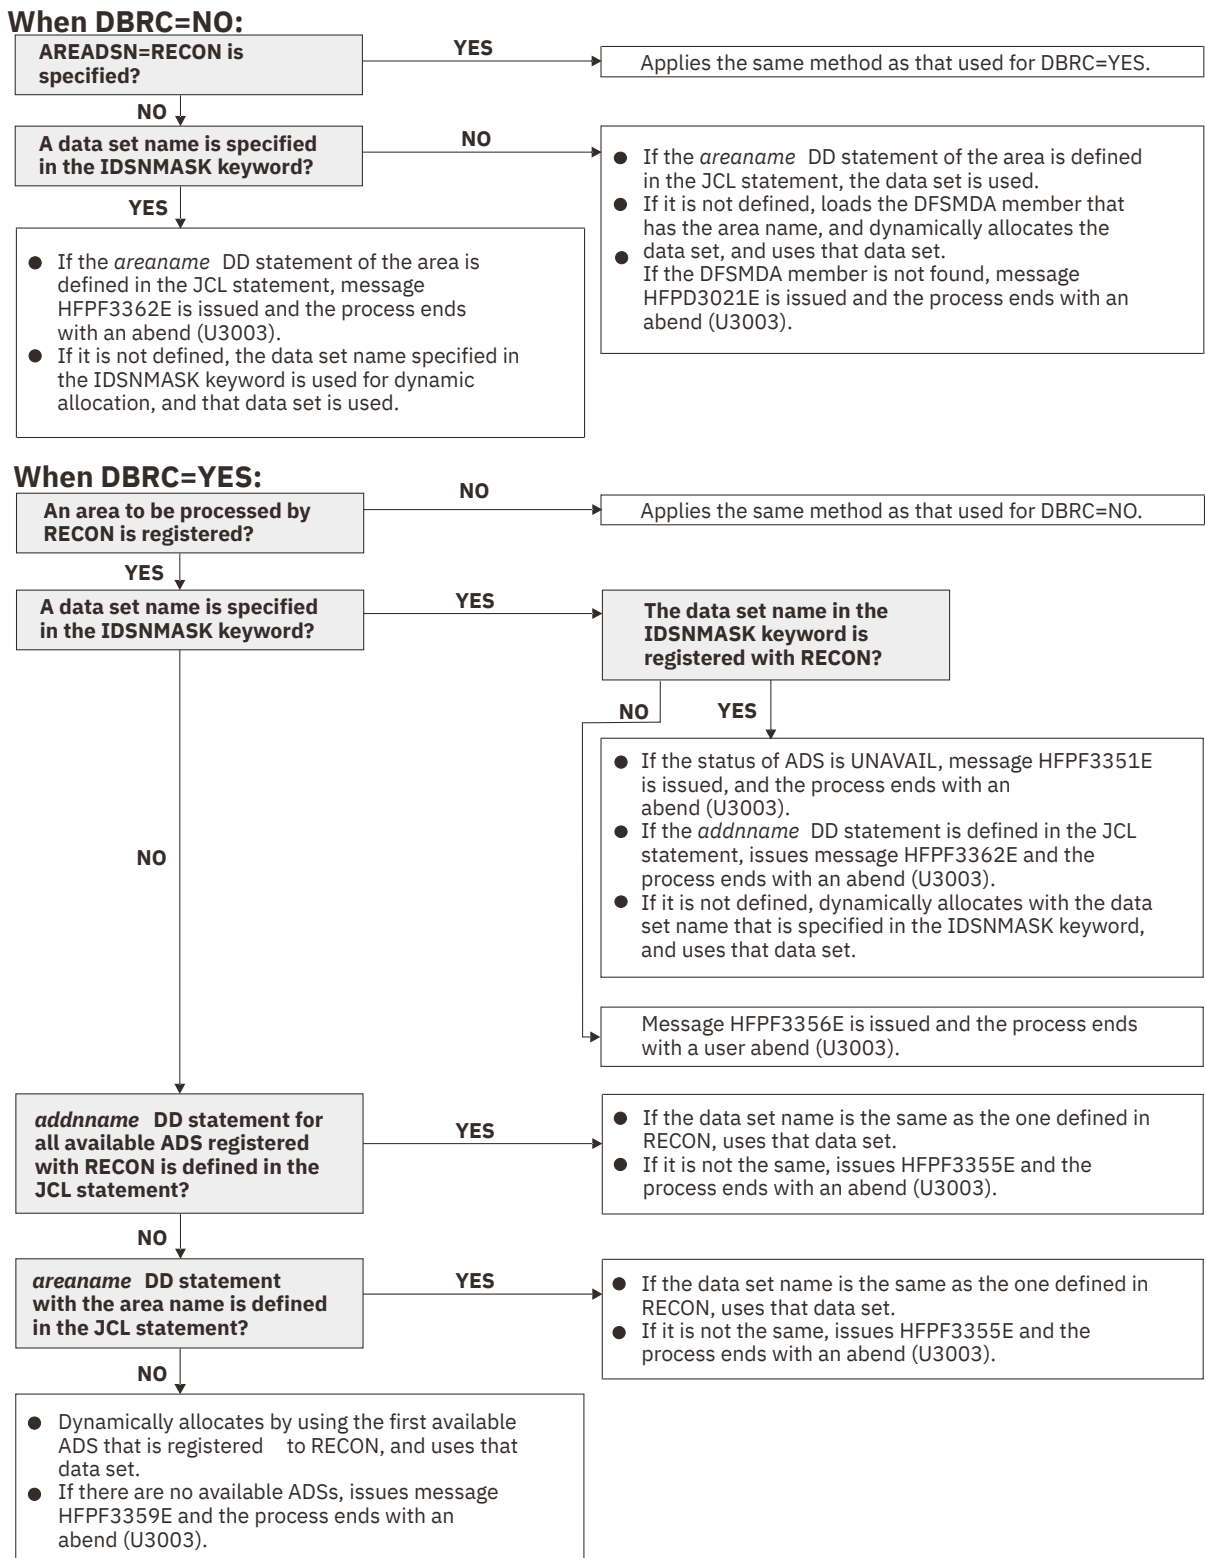 When DBRC=NO:
AREADSN=RECON is
specified?
YES
Applies the same method as that used for DBRC=YES.
NO
A data set name is specified
in the IDSNMASK keyword?
NO
● If the areaname DD statement of the area is defined
in the JCL statement, the data set is used.
● If it is not defined, loads the DFSMDA member that
has the area name, and dynamically allocates the
data set, and uses that data set.
● If the DFSMDA member is not found, message
HFPD3021E is issued and the process ends with an
abend (U3003).
YES
● If the areaname DD statement of the area is
defined in the JCL statement, message
HFPF3362E is issued and the process ends
with an abend (U3003).
● If it is not defined, the data set name specified in
the IDSNMASK keyword is used for dynamic
allocation, and that data set is used.
When DBRC=YES:
An area to be processed by
RECON is registered?
NO
Applies the same method as that used for DBRC=NO.
YES
A data set name is specified
in the IDSNMASK keyword?
YES
The data set name in the
IDSNMASK keyword is
registered with RECON?
NO
YES
● If the status of ADS is UNAVAIL, message HFPF3351E
is issued, and the process ends with an
abend (U3003).
● If the addnname DD statement is defined in the JCL
statement, issues message HFPF3362E and the
process ends with an abend (U3003).
● If it is not defined, dynamically allocates with the data
set name that is specified in the IDSNMASK keyword,
and uses that data set.
Message HFPF3356E is issued and the process ends
with a user abend (U3003).
NO
addnname DD statement for
all available ADS registered
with RECON is defined in the
JCL statement?
YES
● If the data set name is the same as the one defined in
RECON, uses that data set.
● If it is not the same, issues HFPF3355E and the
process ends with an abend (U3003).
NO
areaname DD statement
with the area name is defined
in the JCL statement?
YES
● If the data set name is the same as the one defined in
RECON, uses that data set.
● If it is not the same, issues HFPF3355E and the
process ends with an abend (U3003).
NO
● Dynamically allocates by using the first available
ADS that is registered to RECON, and uses that
data set.
● If there are no available ADSs, issues message
HFPF3359E and the process ends with an
abend (U3003).